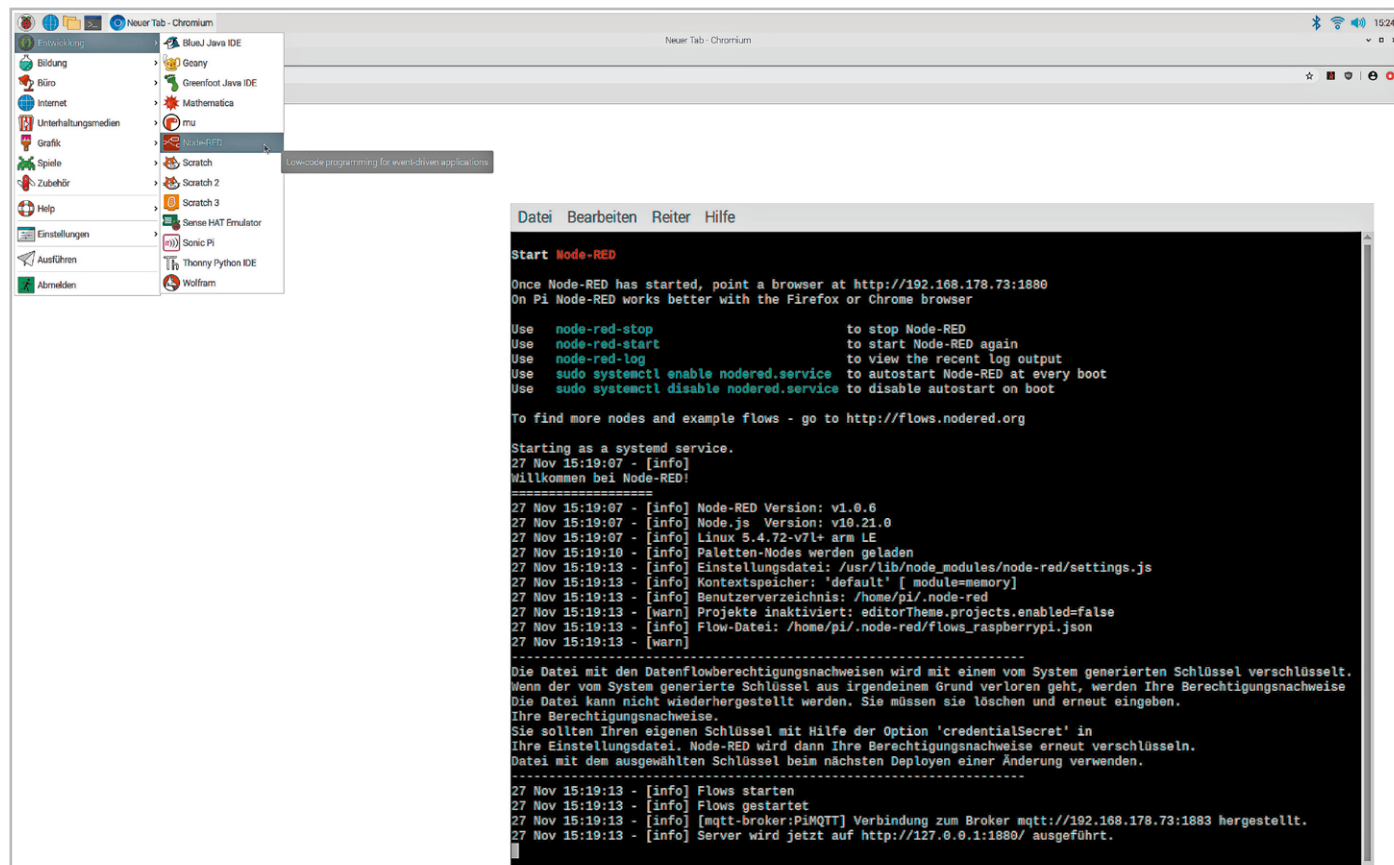 Neuer Tab - Chromium
15:24
Neuer Tab - Chromium
Entwicklung
Bildung
Büro
Internet
Unterhaltungsmedien
Grafik
Spiele
Zubehör
Help
Einstellungen
Ausführen
Abmelden
BlueJ Java IDE
Geany
Greenfoot Java IDE
Mathematica
mu
Node-RED
Scratch
Scratch 2
Scratch 3
Sense HAT Emulator
Sonic Pi
Thonny Python IDE
Wolfram
Low-code programming for event-driven applications
Datei Bearbeiten Reiter Hilfe
Start Node-RED
Once Node-RED has started, point a browser at http://192.168.178.73:1880
On Pi Node-RED works better with the Firefox or Chrome browser
Use node-red-stop to stop Node-RED
Use node-red-start to start Node-RED again
Use node-red-log to view the recent log output
Use sudo systemctl enable nodered.service to autostart Node-RED at every boot
Use sudo systemctl disable nodered.service to disable autostart on boot
To find more nodes and example flows - go to http://flows.nodered.org
Starting as a systemd service.
27 Nov 15:19:07 - [info]
Willkommen bei Node-RED!
===================
27 Nov 15:19:07 - [info] Node-RED Version: v1.0.6
27 Nov 15:19:07 - [info] Node.js Version: v10.21.0
27 Nov 15:19:07 - [info] Linux 5.4.72-v7l+ arm LE
27 Nov 15:19:10 - [info] Paletten-Nodes werden geladen
27 Nov 15:19:13 - [info] Einstellungsdatei: /usr/lib/node_modules/node-red/settings.js
27 Nov 15:19:13 - [info] Kontextspeicher: 'default' [ module=memory]
27 Nov 15:19:13 - [info] Benutzerverzeichnis: /home/pi/.node-red
27 Nov 15:19:13 - [warn] Projekte inaktiviert: editorTheme.projects.enabled=false
27 Nov 15:19:13 - [info] Flow-Datei: /home/pi/.node-red/flows_raspberrypi.json
27 Nov 15:19:13 - [warn]
---------------------------------------------------------------------
Die Datei mit den Datenflowberechtigungsnachweisen wird mit einem vom System generierten Schlüssel verschlüsselt.
Wenn der vom System generierte Schlüssel aus irgendeinem Grund verloren geht, werden Ihre Berechtigungsnachweise
Die Datei kann nicht wiederhergestellt werden. Sie müssen sie löschen und erneut eingeben.
Ihre Berechtigungsnachweise.
Sie sollten Ihren eigenen Schlüssel mit Hilfe der Option 'credentialSecret' in
Ihre Einstellungsdatei. Node-RED wird dann Ihre Berechtigungsnachweise erneut verschlüsseln.
Datei mit dem ausgewählten Schlüssel beim nächsten Deployen einer Änderung verwenden.
---------------------------------------------------------------------
27 Nov 15:19:13 - [info] Flows starten
27 Nov 15:19:13 - [info] Flows gestartet
27 Nov 15:19:13 - [info] [mqtt-broker:PiMQTT] Verbindung zum Broker mqtt://192.168.178.73:1883 hergestellt.
27 Nov 15:19:13 - [info] Server wird jetzt auf http://127.0.0.1:1880/ ausgeführt.